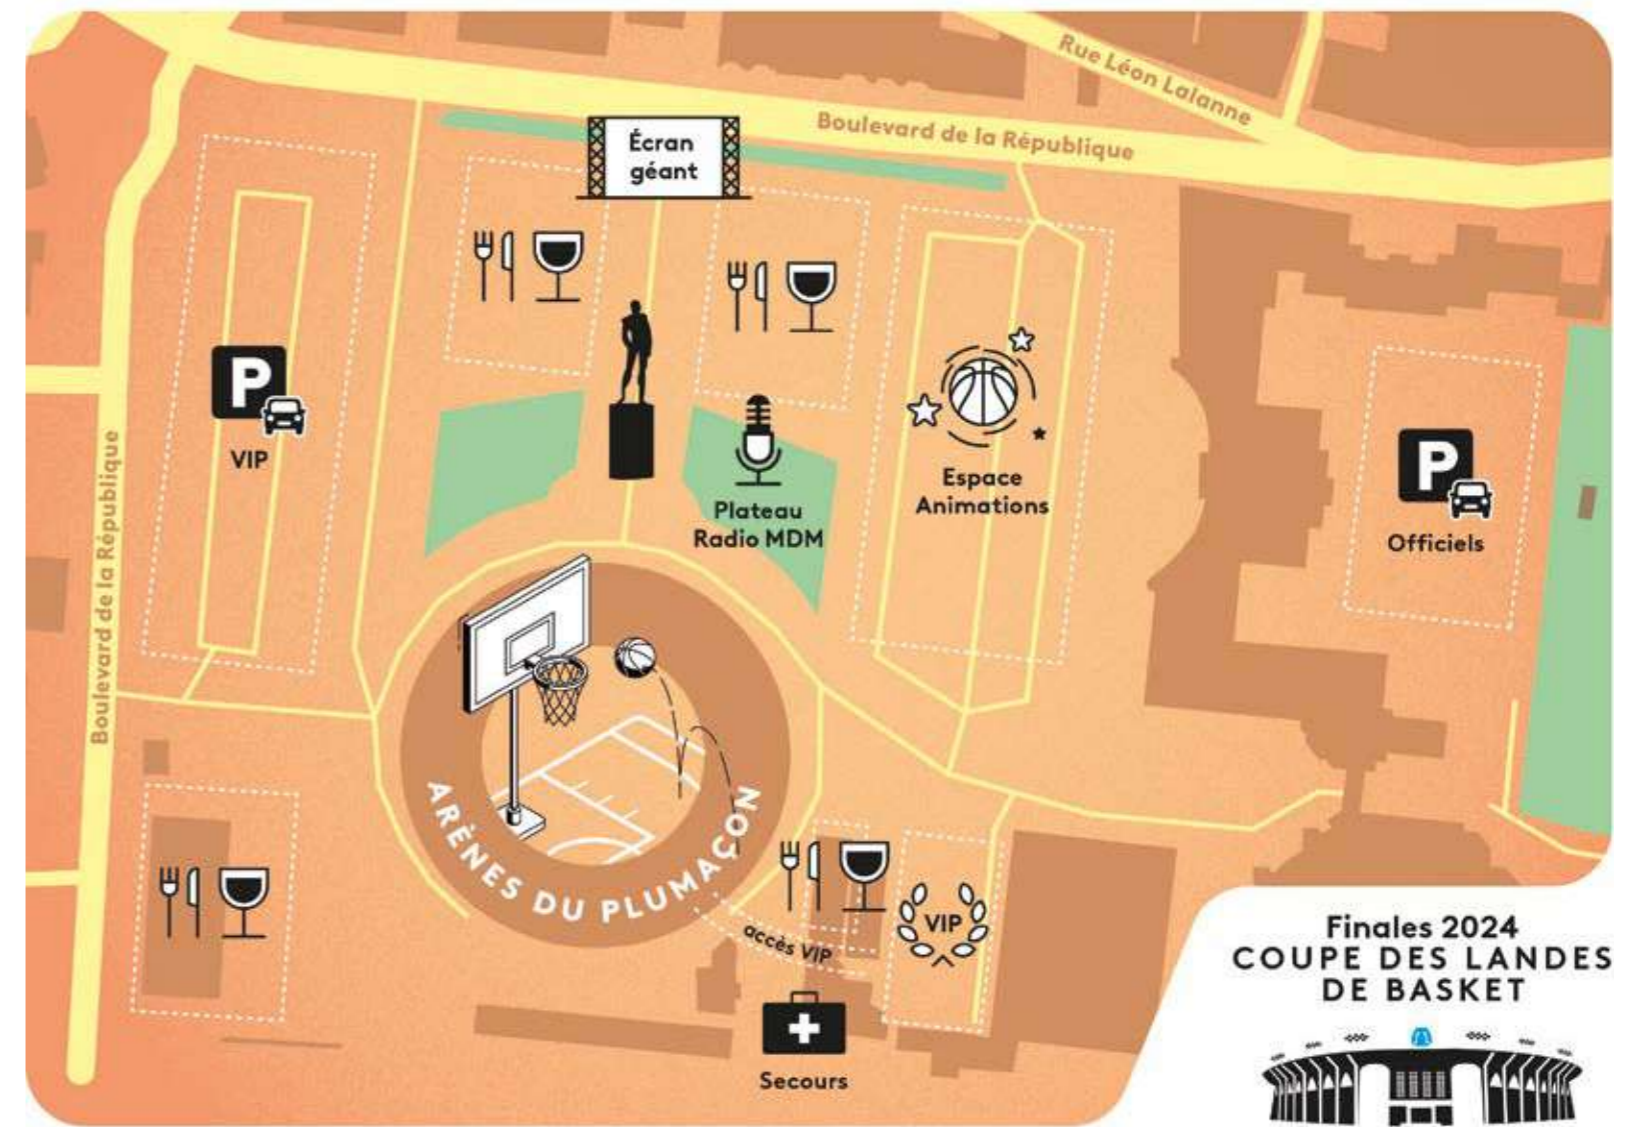 Rue Léon Lalanne
Boulevard de la République
Écran
géant
P
VIP
Plateau
Radio MDM
Espace
Animations
P
Officiels
Boulevard de la République
ARÈNES DU PLUMAÇON
VIP
accès VIP
Secours
Finales 2024
COUPE DES LANDES
DE BASKET